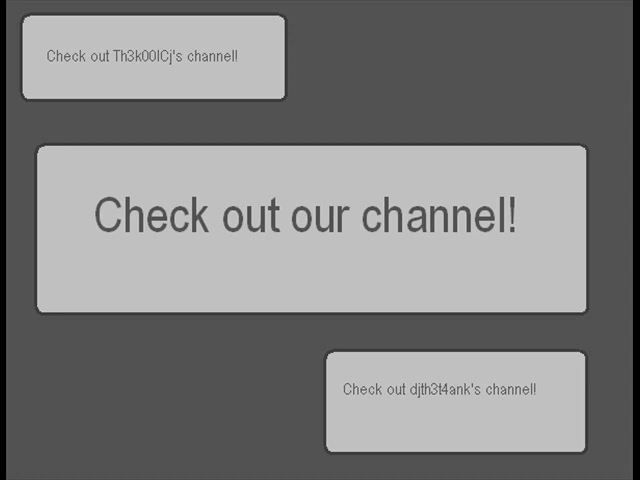 Check out Th3k00lCj's channel!
Check out our channel!
Check out djth3t4ank's channel!